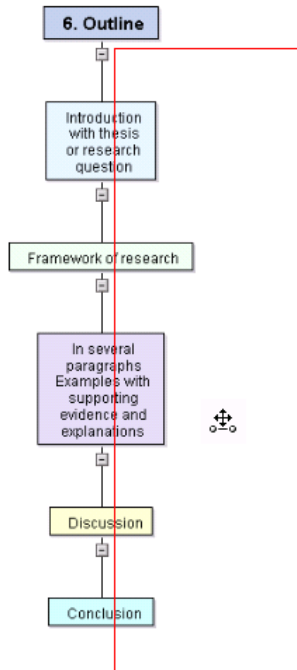 6. Outline
Introduction
with thesis
or research
question
Framework of research
In several
paragraphs
Examples with
supporting
evidence and
explanations
Discussion
Conclusion